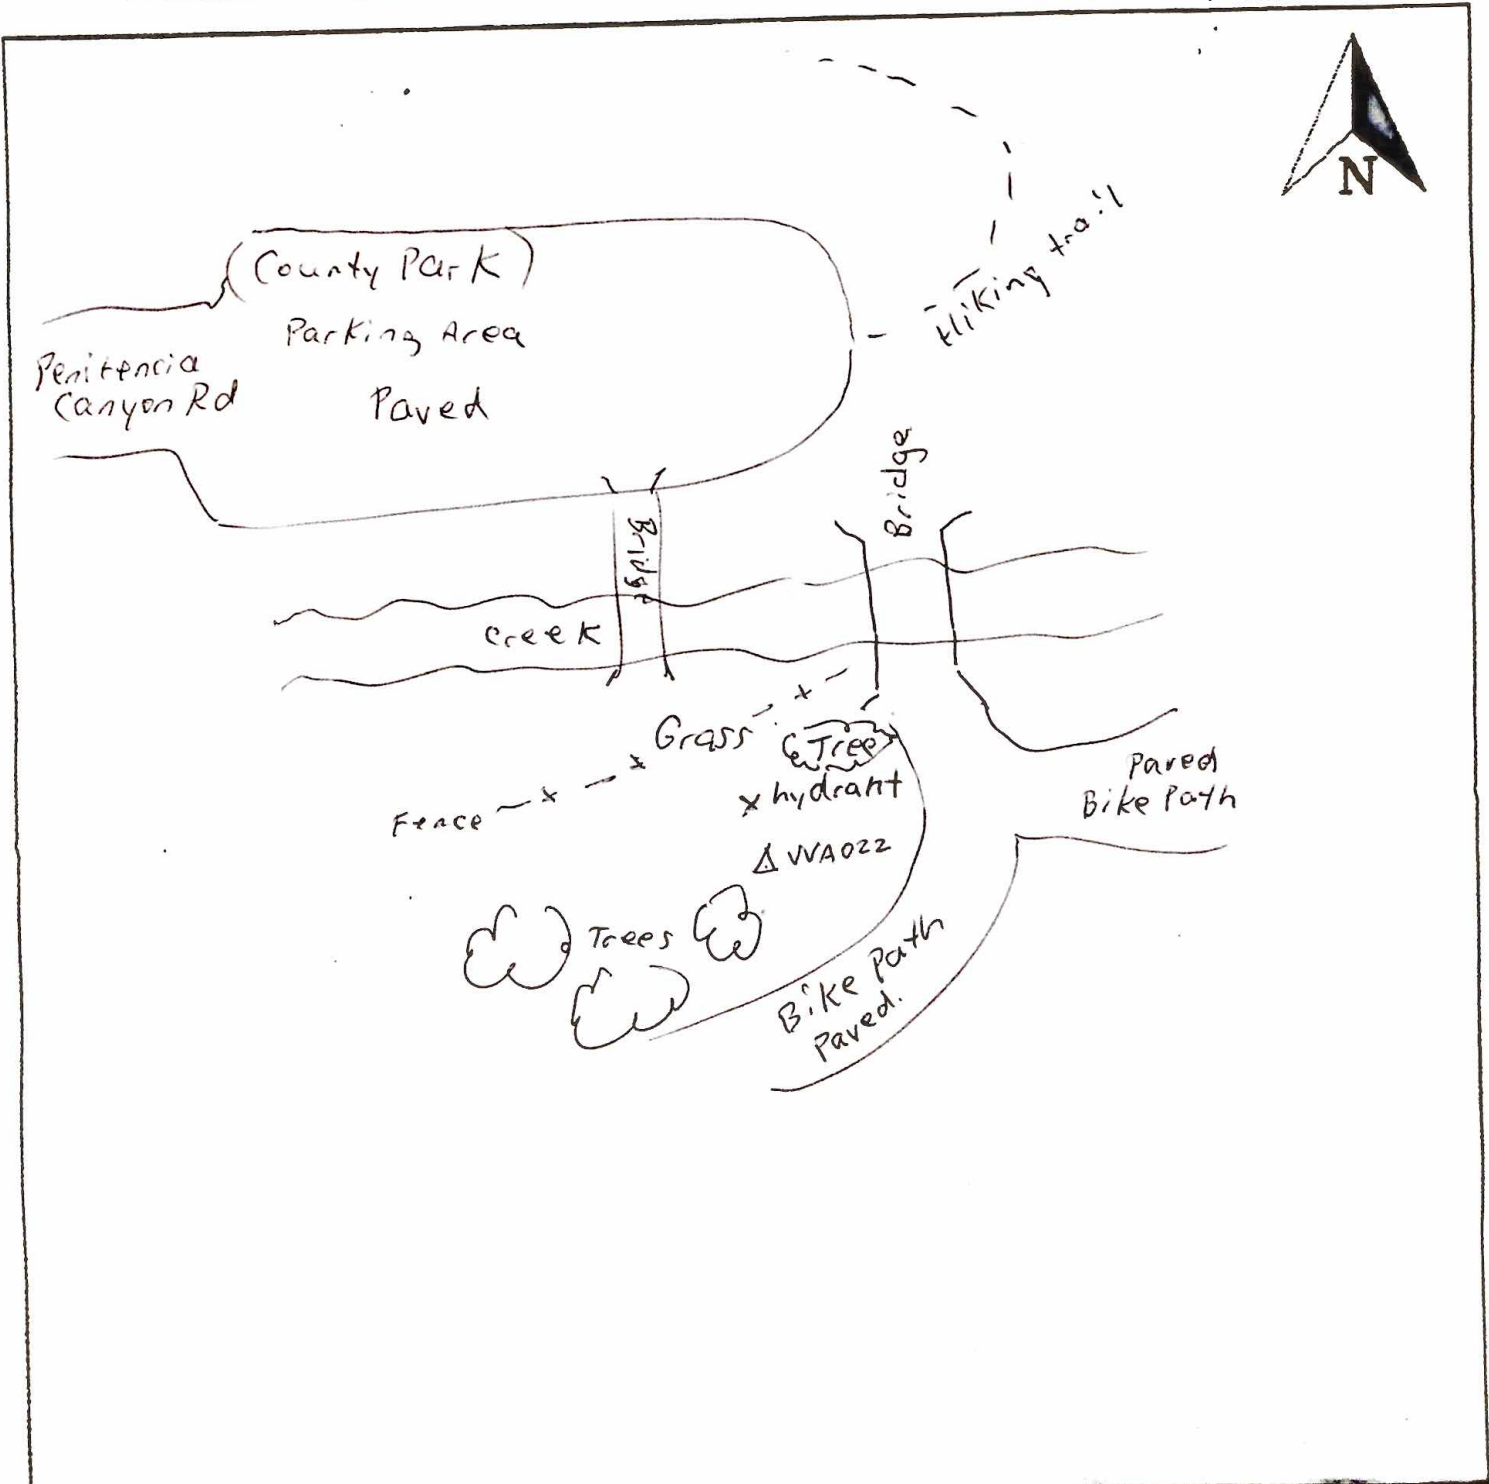 N
Hiking trail
(County Park)
Parking Area
Paved
Penitencia
Canyon Rd
Bridge
Bridge
Creek
Grass
Tree
Fence
x hydrant
VVA022
Paved
Bike Path
Trees
Bike Path
Paved.